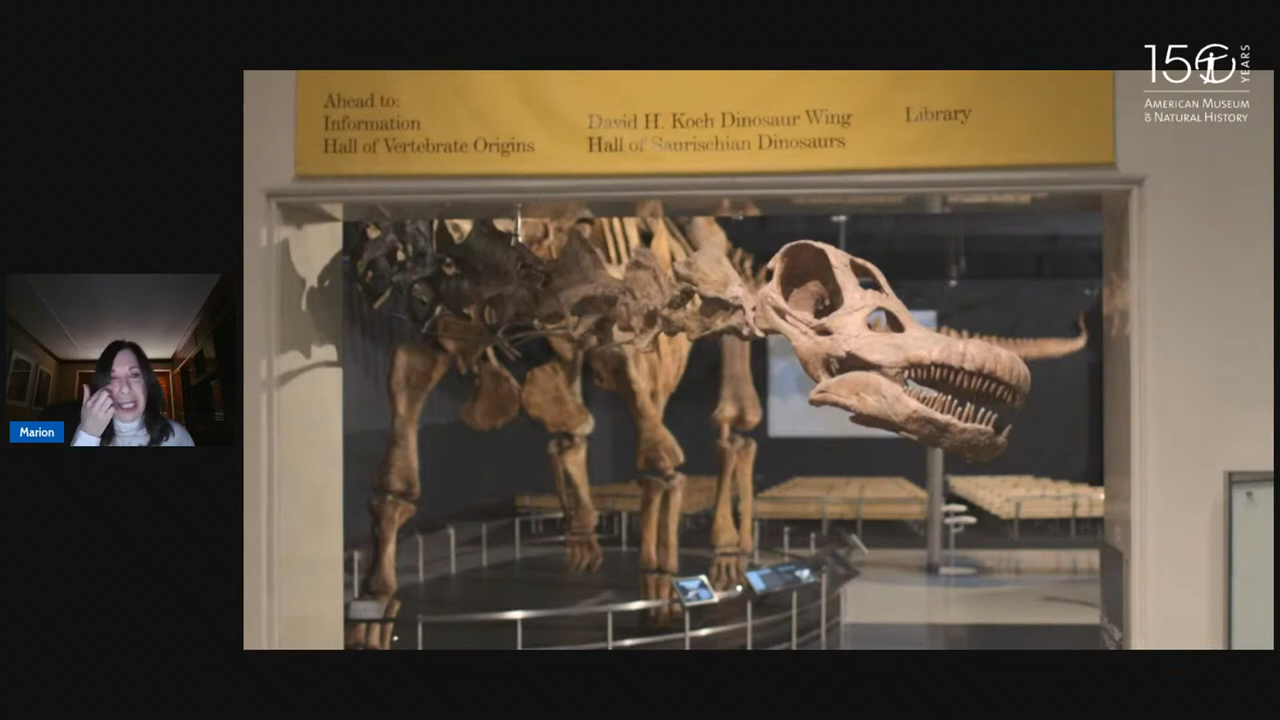 150 YEARS
AMERICAN MUSEUM
OF NATURAL HISTORY
Ahead to:
Information
Hall of Vertebrate Origins
David H. Koch Dinosaur Wing
Hall of Saurischian Dinosaurs
Library
Marion